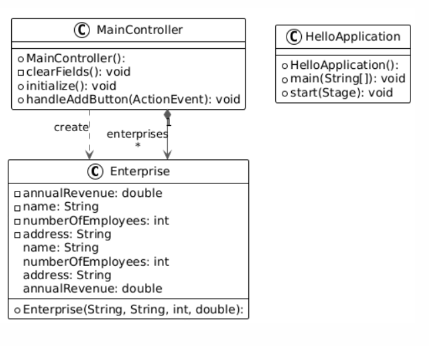 C MainController
MainController():
clearFields(): void
initialize(): void
handleAddButton(ActionEvent): void
C HelloApplication
HelloApplication():
main(String[]): void
start(Stage): void
create
1
enterprises
*
C Enterprise
annualRevenue: double
name: String
numberOfEmployees: int
address: String
name: String
numberOfEmployees: int
address: String
annualRevenue: double
Enterprise(String, String, int, double):